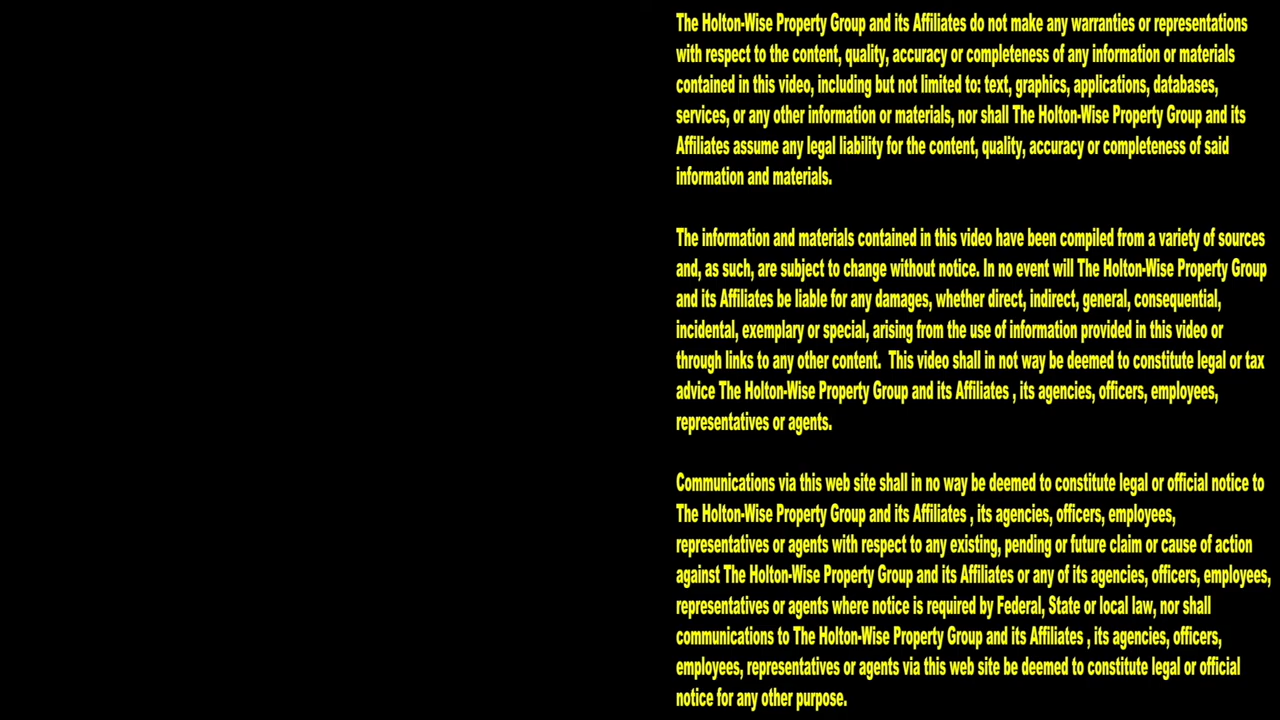 The Holton-Wise Property Group and its Affiliates do not make any warranties or representations
with respect to the content, quality, accuracy or completeness of any information or materials
contained in this video, including but not limited to: text, graphics, applications, databases,
services, or any other information or materials, nor shall The Holton-Wise Property Group and its
Affiliates assume any legal liability for the content, quality, accuracy or completeness of said
information and materials.
The information and materials contained in this video have been compiled from a variety of sources
and, as such, are subject to change without notice. In no event will The Holton-Wise Property Group
and its Affiliates be liable for any damages, whether direct, indirect, general, consequential,
incidental, exemplary or special, arising from the use of information provided in this video or
through links to any other content.  This video shall in not way be deemed to constitute legal or tax
advice The Holton-Wise Property Group and its Affiliates , its agencies, officers, employees,
representatives or agents.
Communications via this web site shall in no way be deemed to constitute legal or official notice to
The Holton-Wise Property Group and its Affiliates , its agencies, officers, employees,
representatives or agents with respect to any existing, pending or future claim or cause of action
against The Holton-Wise Property Group and its Affiliates or any of its agencies, officers, employees,
representatives or agents where notice is required by Federal, State or local law, nor shall
communications to The Holton-Wise Property Group and its Affiliates , its agencies, officers,
employees, representatives or agents via this web site be deemed to constitute legal or official
notice for any other purpose.